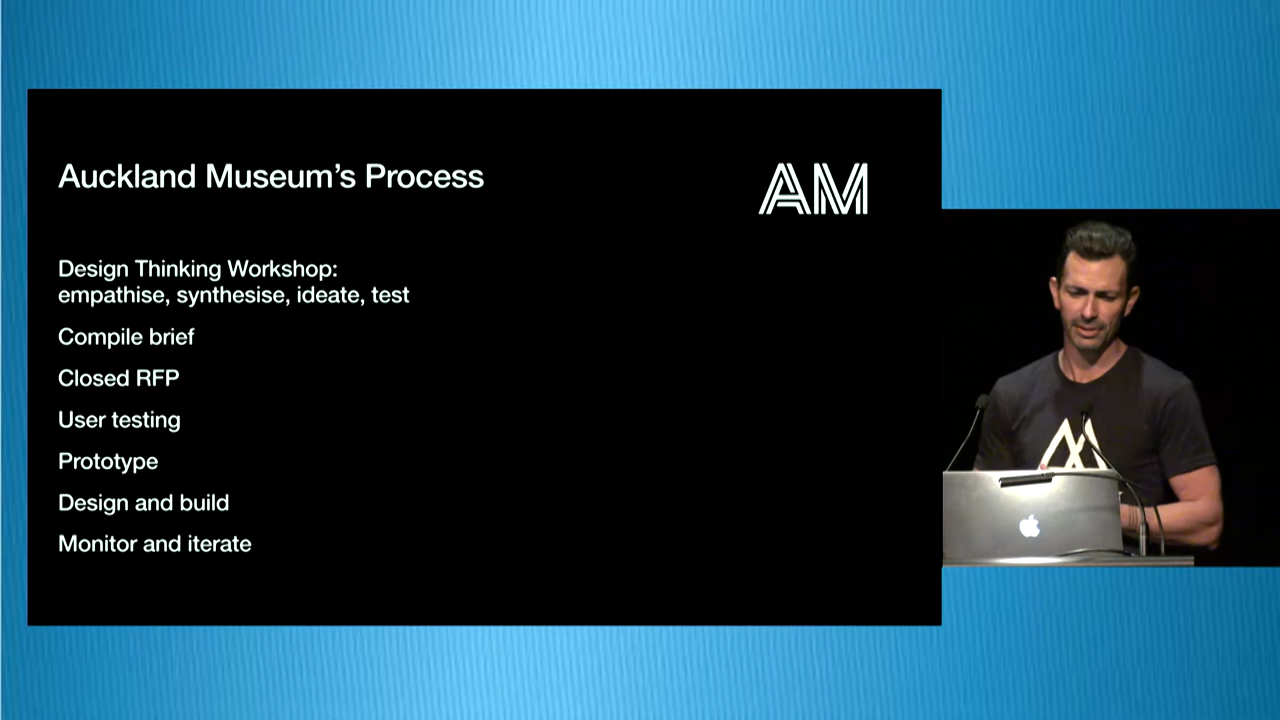 Auckland Museum’s Process
AM
Design Thinking Workshop:
empathise, synthesise, ideate, test
Compile brief
Closed RFP
User testing
Prototype
Design and build
Monitor and iterate